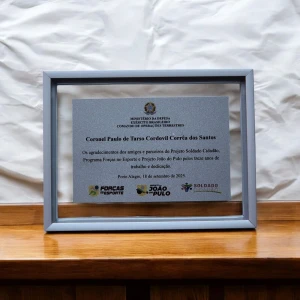 MINISTÉRIO DA DEFESA
EXÉRCITO BRASILEIRO
COMANDO DE OPERAÇÕES TERRESTRES
Coronel Paulo de Tarso Cordovil Corrêa dos Santos
Os agradecimentos dos amigos e parceiros do Projeto Soldado Cidadão,
Programa Forças no Esporte e Projeto João do Pulo pelos anos de
trabalho e dedicação.
Porto Alegre, 18 de setembro de 2025
FORÇAS
NO ESPORTE
JOÃO
DO PULO
SOLDADO